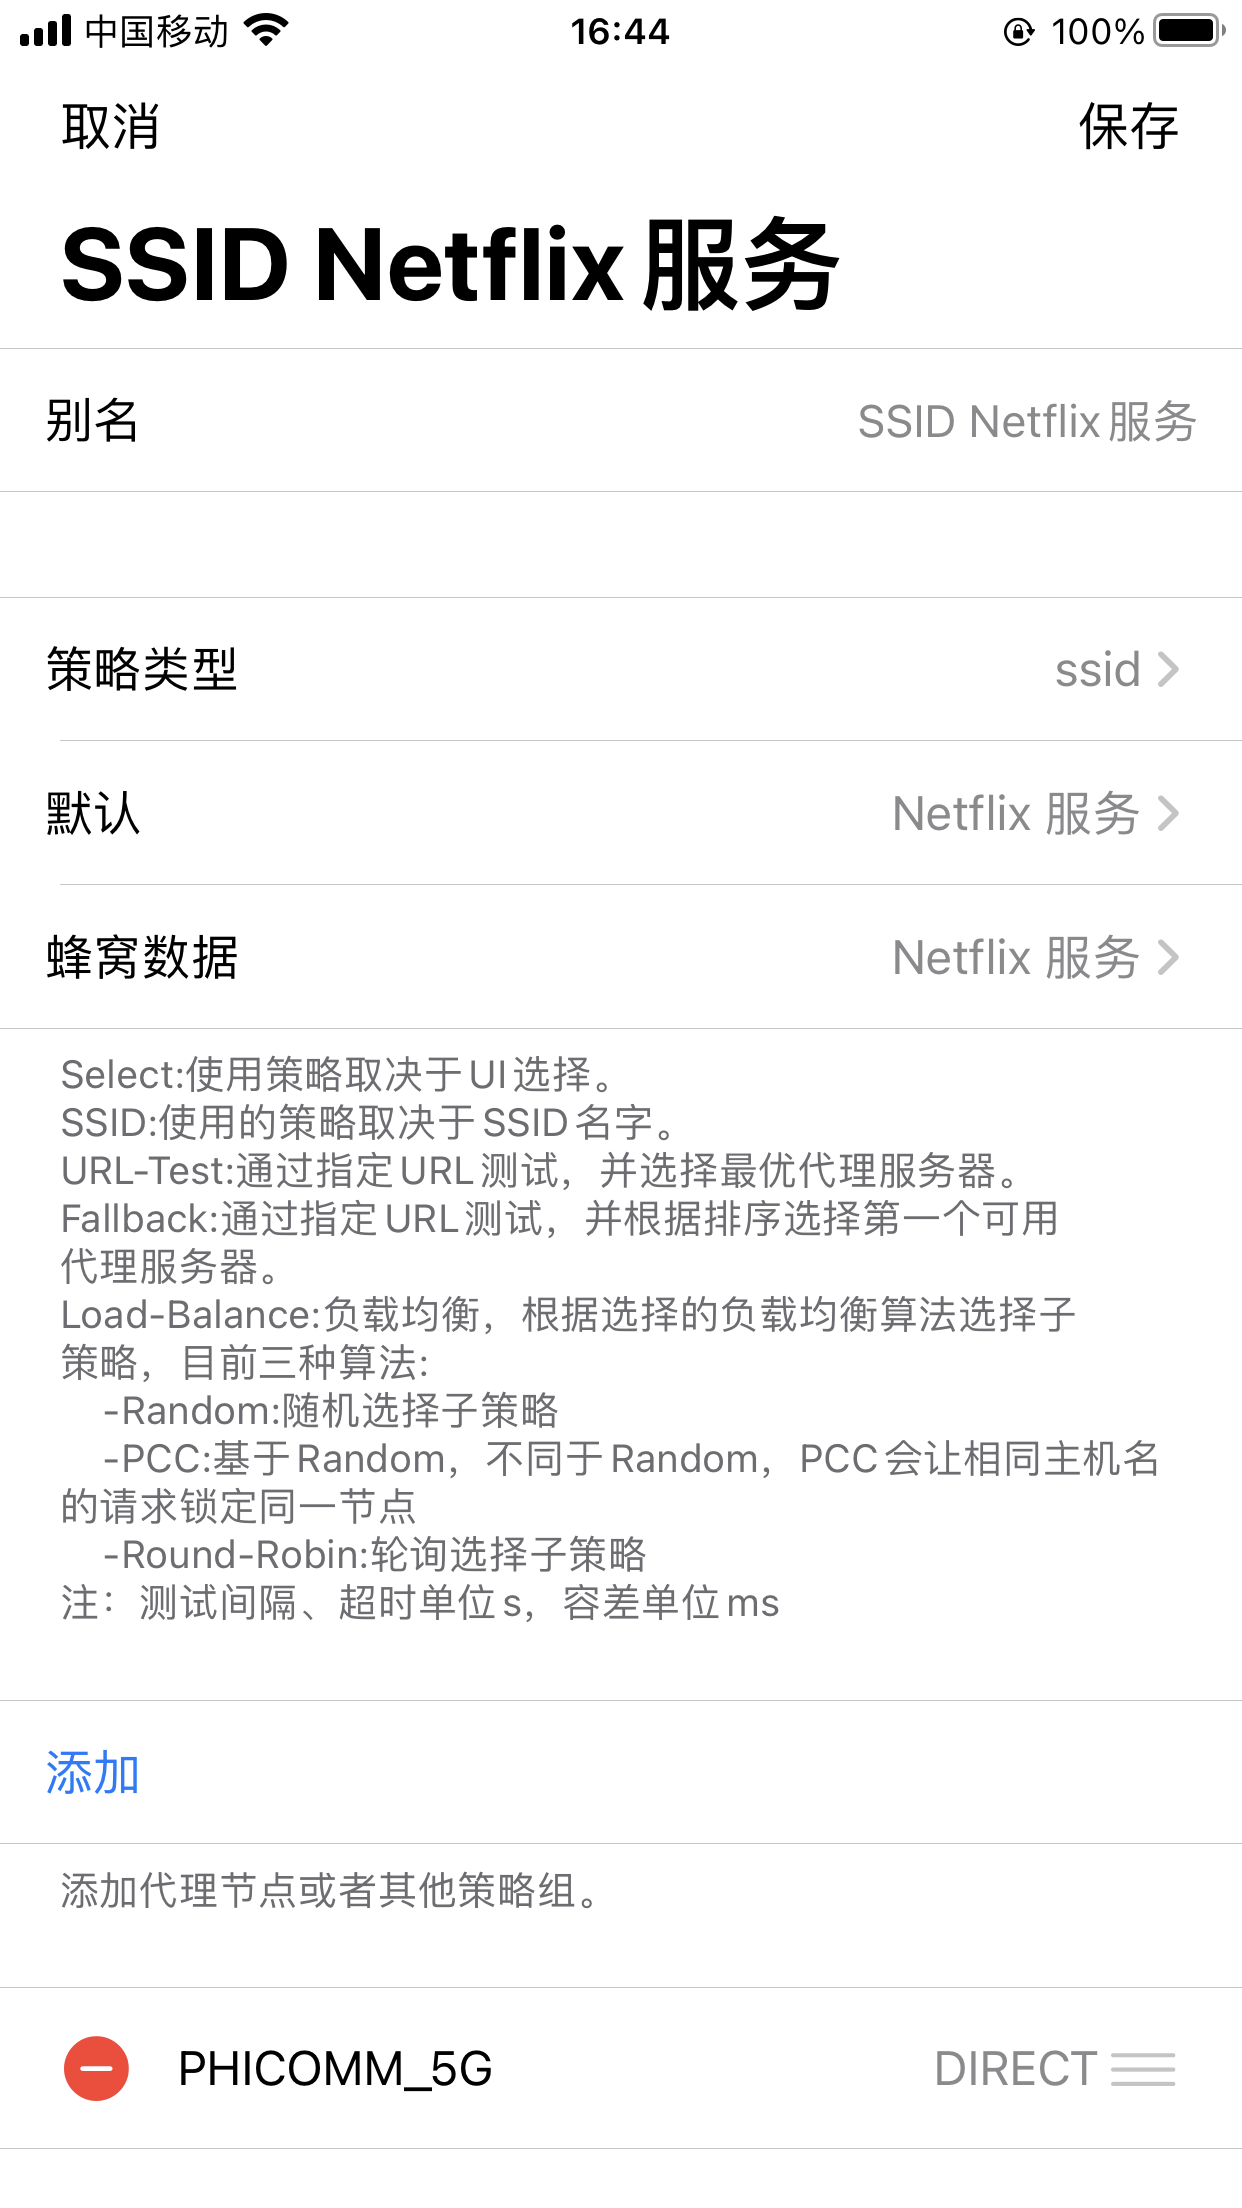 中国移动 16:44 100%
取消 保存
SSID Netflix服务
别名 SSID Netflix服务
策略类型 ssid
默认 Netflix 服务
蜂窝数据 Netflix 服务
Select:使用策略取决于UI选择。
SSID:使用的策略取决于SSID名字。
URL-Test:通过指定URL测试，并选择最优代理服务器。
Fallback:通过指定URL测试，并根据排序选择第一个可用
代理服务器。
Load-Balance:负载均衡，根据选择的负载均衡算法选择子
策略，目前三种算法:
-Random:随机选择子策略
-PCC:基于Random，不同于Random，PCC会让相同主机名
的请求锁定同一节点
-Round-Robin:轮询选择子策略
注：测试间隔、超时单位s，容差单位ms
添加
添加代理节点或者其他策略组。
PHICOMM_5G DIRECT